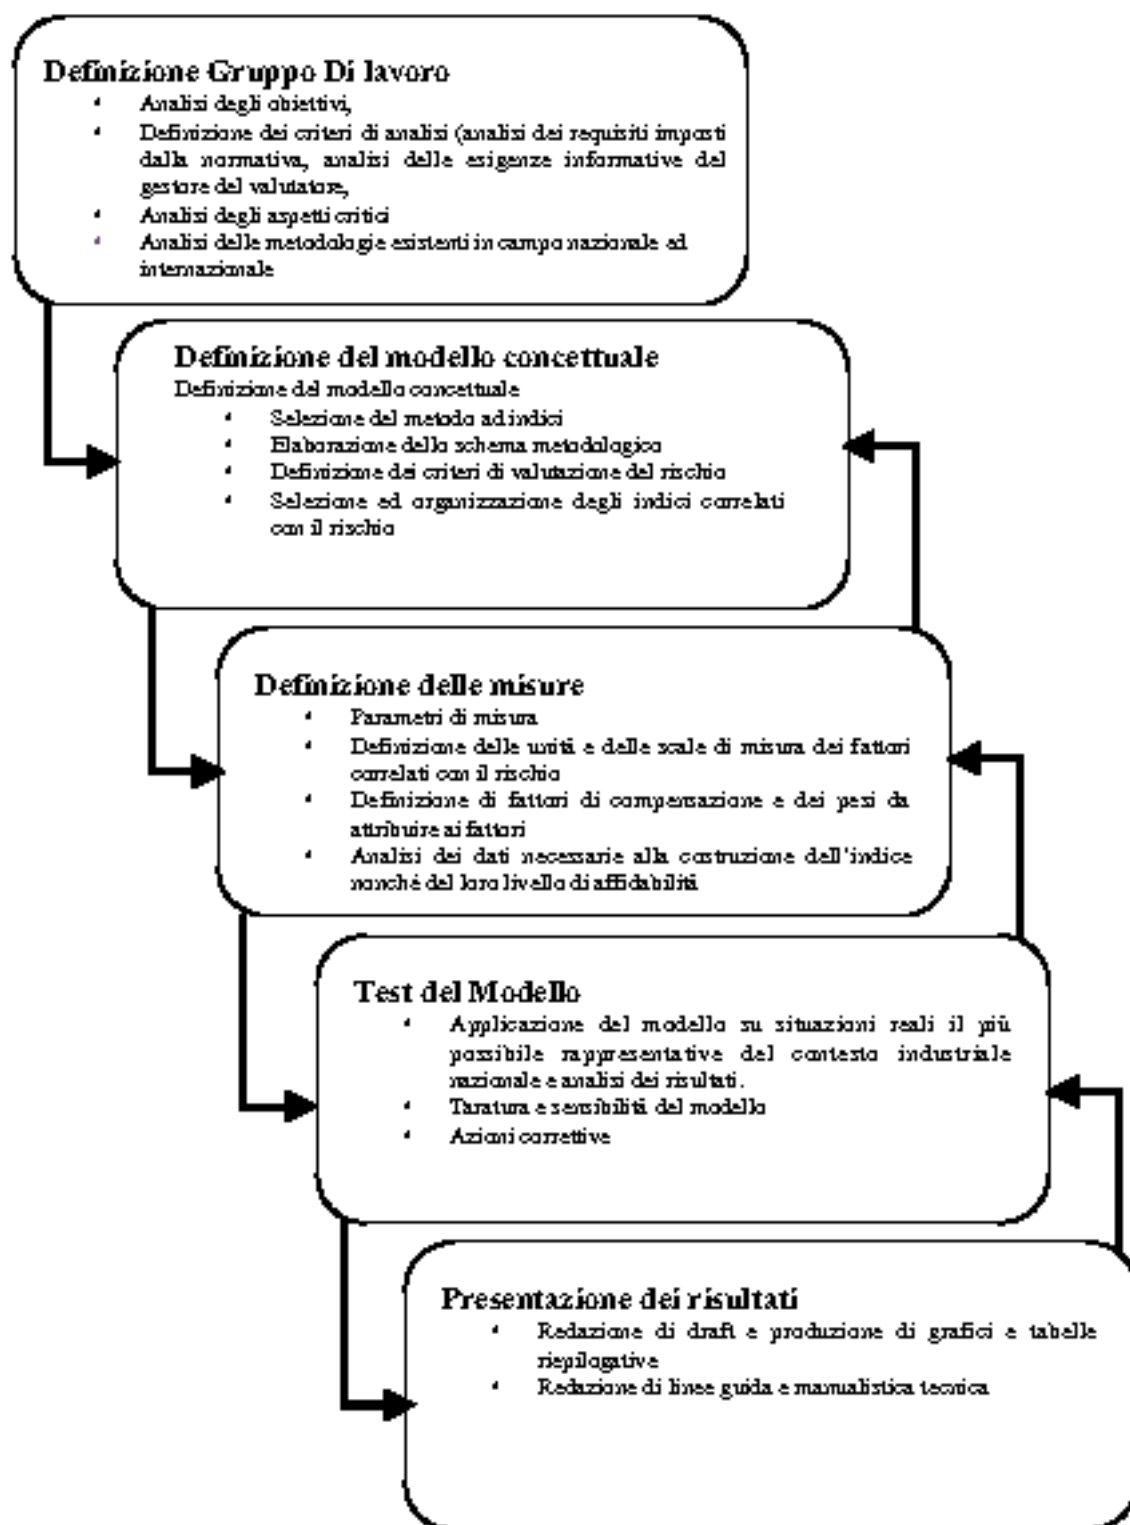 Definizione Gruppo Di lavoro
Analisi degli obiettivi,
Definizione dei criteri di analisi (analisi dei requisiti imposti
dalla normativa, analisi delle esigenze informative del
gestore del valutatore,
Analisi degli aspetti critici
Analisi delle metodologie esistenti in campo nazionale ed
internazionale
Definizione del modello concettuale
Definizione del modello concettuale
Selezione del metodo ad indici
Elaborazione dello schema metodologico
Definizione dei criteri di valutazione del rischio
Selezione ed organizzazione degli indici correlati
con il rischio
Definizione delle misure
Parametri di misura
Definizione delle unità e delle scale di misura dei fattori
correlati con il rischio
Definizione di fattori di compensazione e dei pesi da
attribuire ai fattori
Analisi dei dati necessarie alla costruzione dell'indice
nonché del loro livello di affidabilità
Test del Modello
Applicazione del modello su situazioni reali il più
possibile rappresentative del contesto industriale
nazionale e analisi dei risultati.
Taratura e sensibilità del modello
Azioni correttive
Presentazione dei risultati
Redazione di draft e produzione di grafici e tabelle
riepilogative
Redazione di linee guida e manualistica tecnica